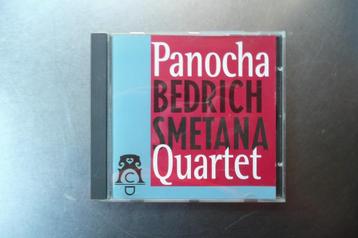 Panocha
BEDRICH
SMETANA
Quartet
C
D